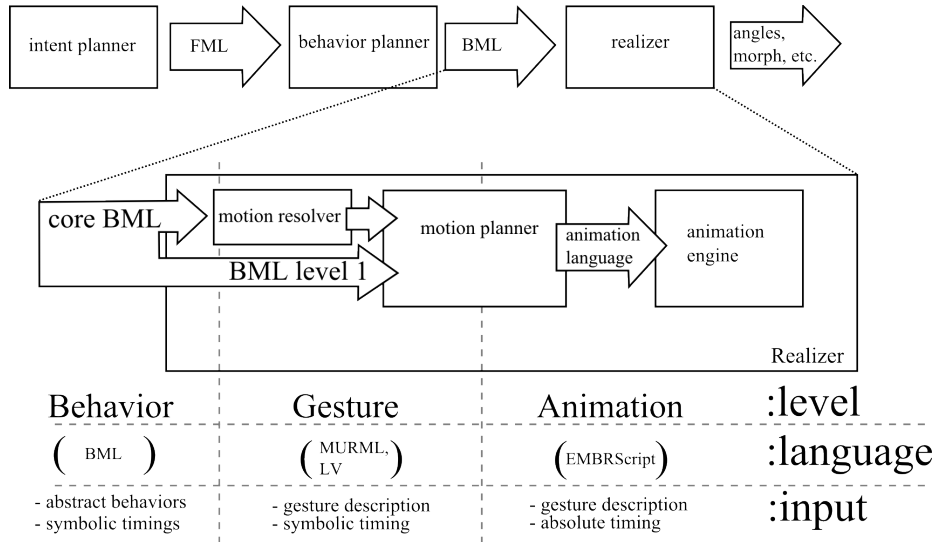 intent planner
FML
behavior planner
BML
realizer
angles,
morph, etc.
core BML
motion resolver
motion planner
animation
language
animation
engine
BML level 1
Realizer
Behavior
Gesture
Animation
:level
( BML )
( MURML,
LV )
(EMBRScript)
:language
- abstract behaviors
- symbolic timings
- gesture description
- symbolic timing
- gesture description
- absolute timing
:input